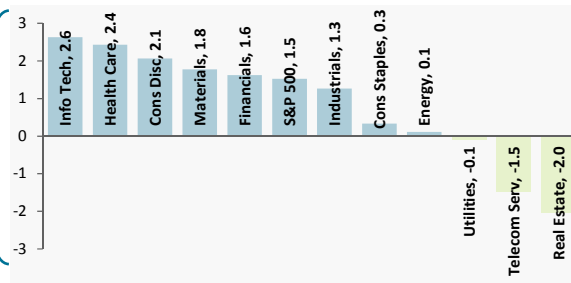 3
2
1
0
-1
-2
-3
Info Tech, 2.6
Health Care, 2.4
Cons Disc, 2.1
Materials, 1.8
Financials, 1.6
S&P 500, 1.5
Industrials, 1.3
Cons Staples, 0.3
Energy, 0.1
Utilities, -0.1
Telecom Serv, -1.5
Real Estate, -2.0